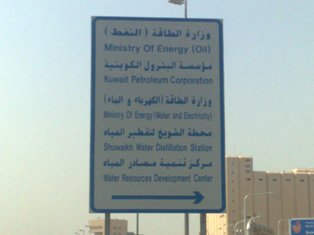 وزارة الطاقة ( النفط )
Ministry Of Energy (Oil)
مؤسسة البترول الكويتية
Kuwait Petroleum Corporation
وزارة الطاقة (الكهرباء و الماء)
Ministry Of Energy (Water and Electricity)
محطة الشويخ لتقطير المياه
Shuwaikh Water Distillation Station
مركز تنمية مصادر المياه
Water Resources Development Center